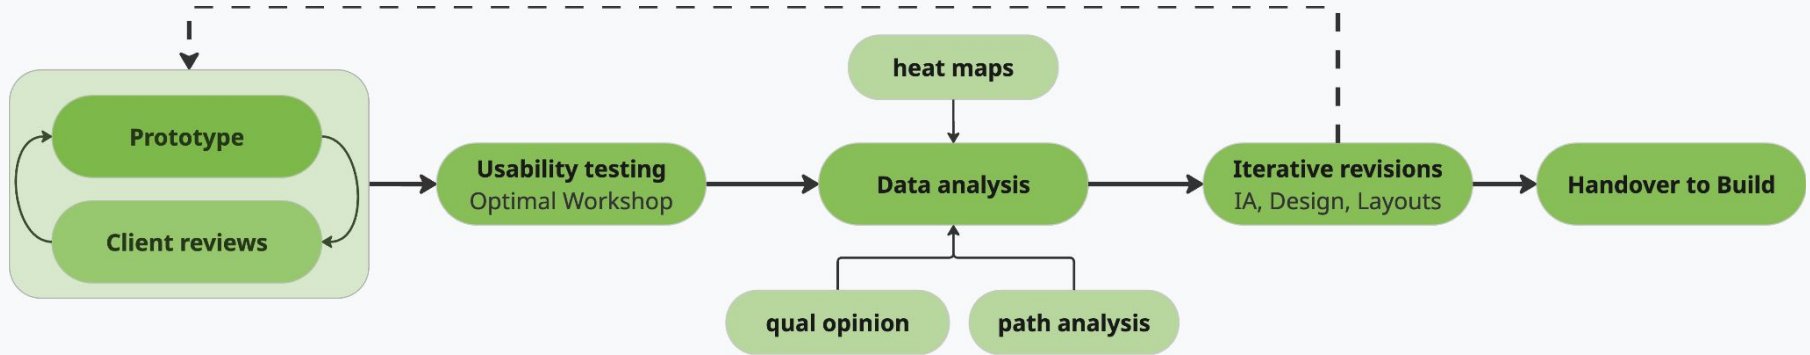 heat maps
Prototype
Client reviews
Usability testing
Optimal Workshop
Data analysis
Iterative revisions
IA, Design, Layouts
Handover to Build
qual opinion
path analysis